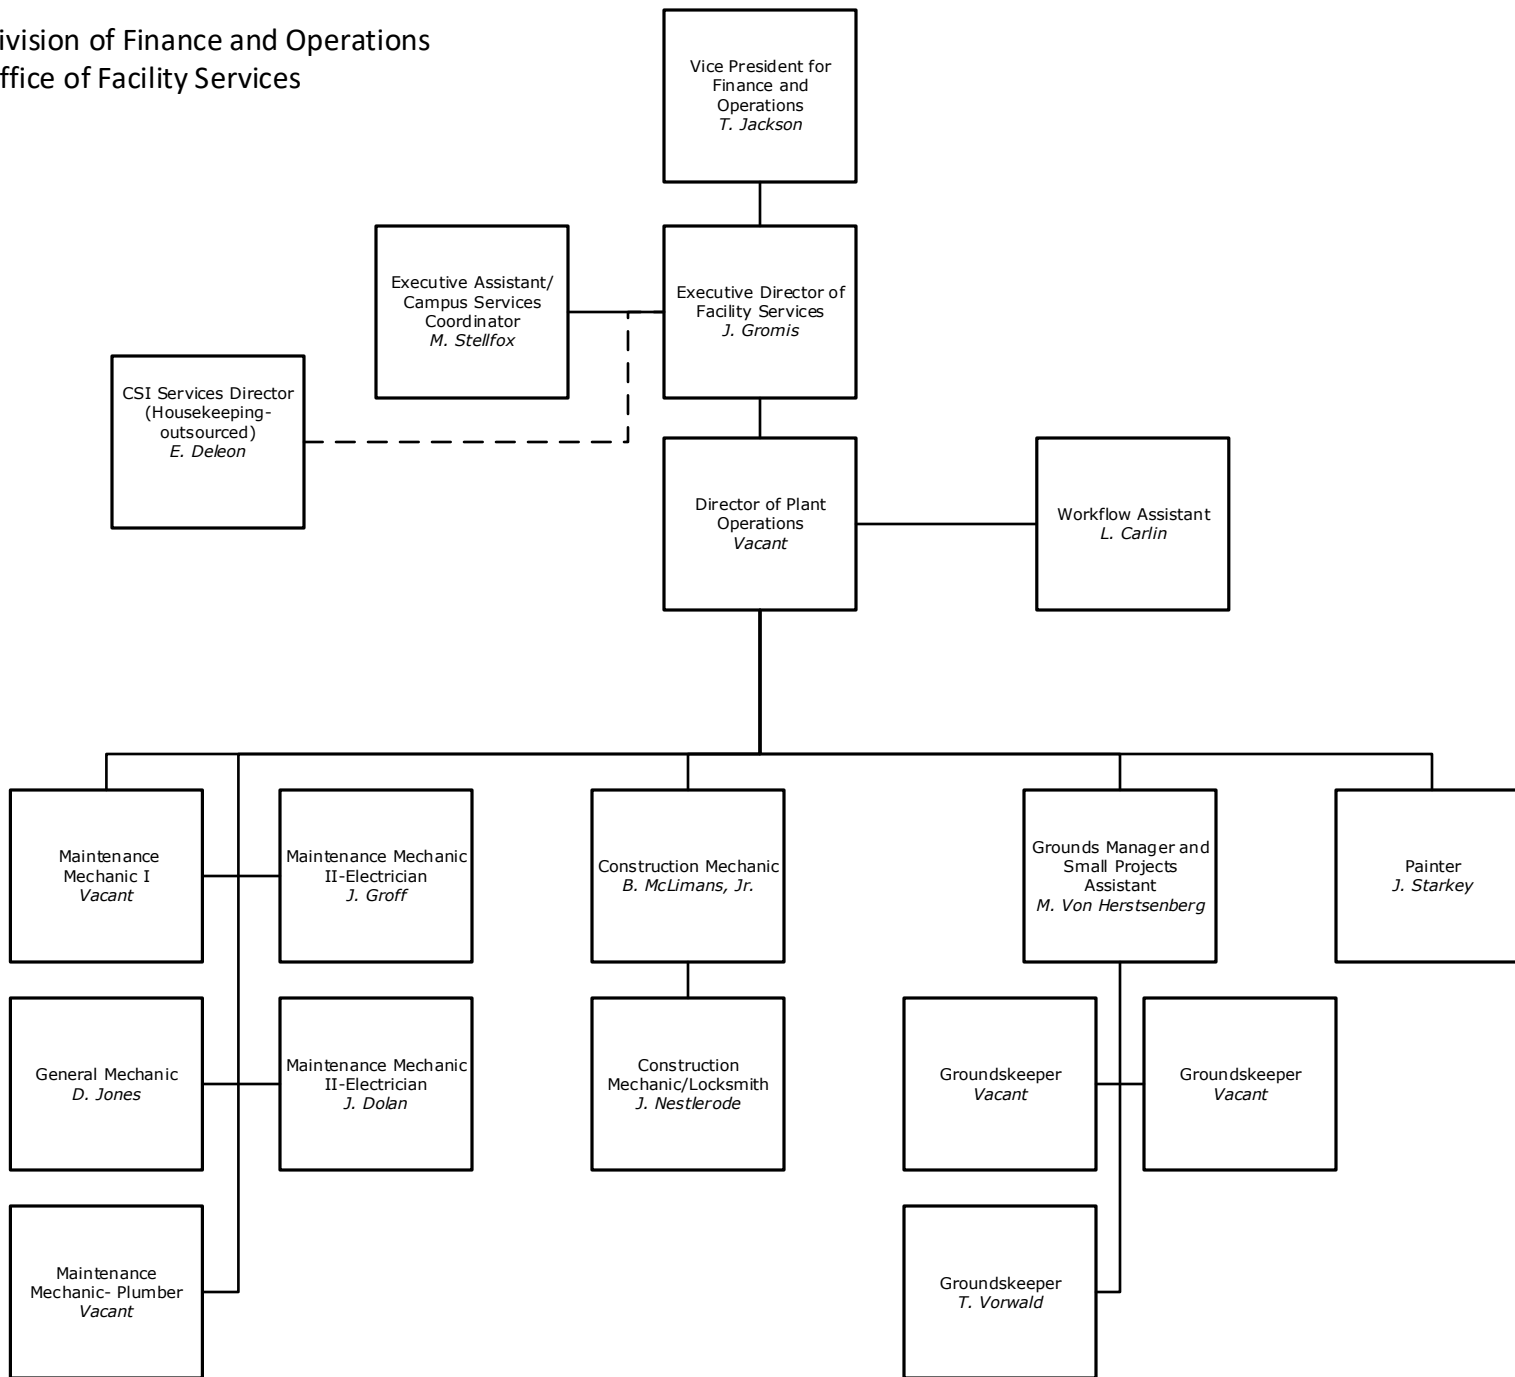 ivision of Finance and Operations
ffice of Facility Services
Vice President for
Finance and
Operations
T. Jackson
Executive Assistant/
Campus Services
Coordinator
M. Stellfox
Executive Director of
Facility Services
J. Gromis
CSI Services Director
(Housekeeping-
outsourced)
E. Deleon
Director of Plant
Operations
Vacant
Workflow Assistant
L. Carlin
Maintenance
Mechanic I
Vacant
Maintenance Mechanic
II-Electrician
J. Groff
Construction Mechanic
B. McLimans, Jr.
Grounds Manager and
Small Projects
Assistant
M. Von Herstsenberg
Painter
J. Starkey
General Mechanic
D. Jones
Maintenance Mechanic
II-Electrician
J. Dolan
Construction
Mechanic/Locksmith
J. Nestlerode
Groundskeeper
Vacant
Groundskeeper
Vacant
Maintenance
Mechanic- Plumber
Vacant
Groundskeeper
T. Vorwald